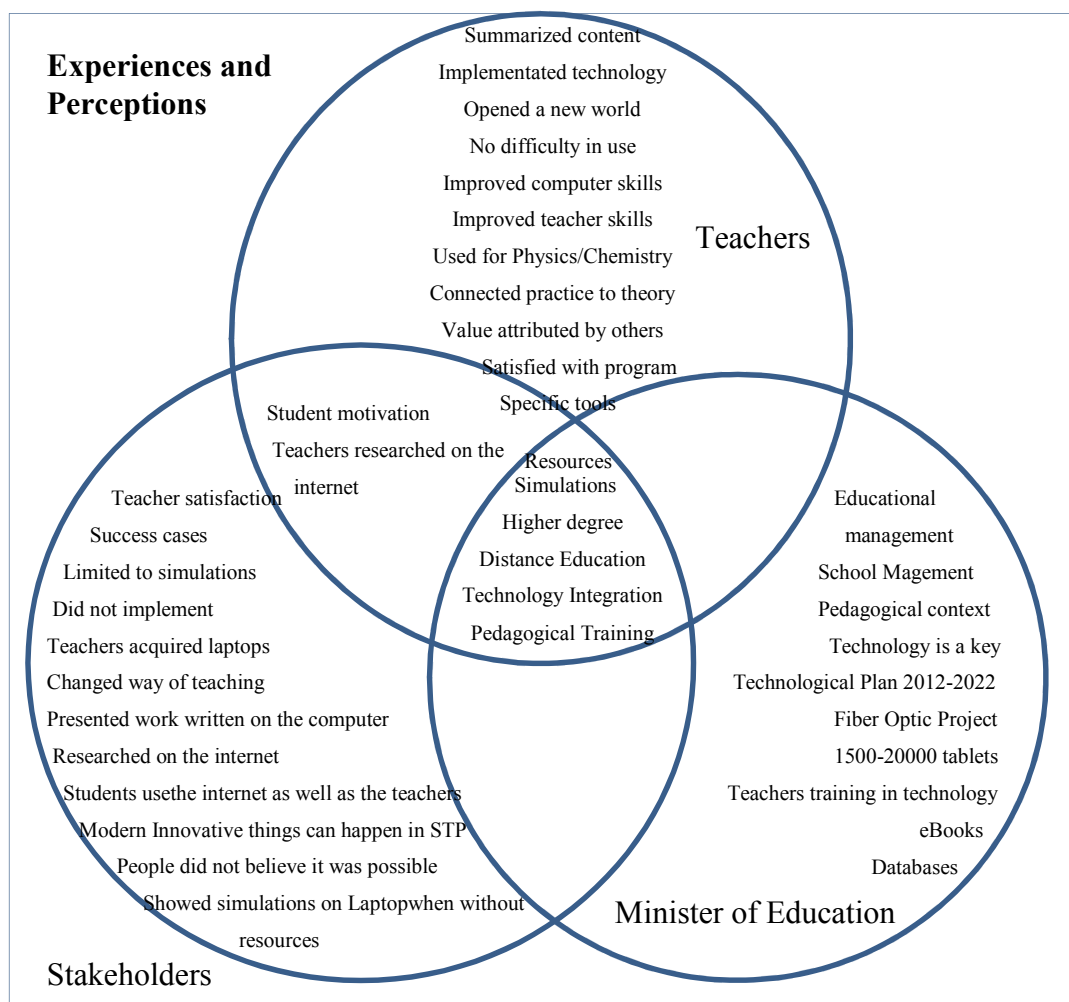 Experiences and
Perceptions
Summarized content
Implementated technology
Opened a new world
No difficulty in use
Improved computer skills
Improved teacher skills
Teachers
Used for Physics/Chemistry
Connected practice to theory
Value attributed by others
Satisfied with program
Specific tools
Student motivation
Teachers researched on the
internet
Resources
Simulations
Higher degree
Distance Education
Technology Integration
Pedagogical Training
Teacher satisfaction
Success cases
Limited to simulations
Did not implement
Teachers acquired laptops
Changed way of teaching
Presented work written on the computer
Researched on the internet
Students usethe internet as well as the teachers
Modern Innovative things can happen in STP
People did not believe it was possible
Showed simulations on Laptopwhen without
resources
Stakeholders
Educational
management
School Magement
Pedagogical context
Technology is a key
Technological Plan 2012-2022
Fiber Optic Project
1500-20000 tablets
Teachers training in technology
eBooks
Databases
Minister of Education